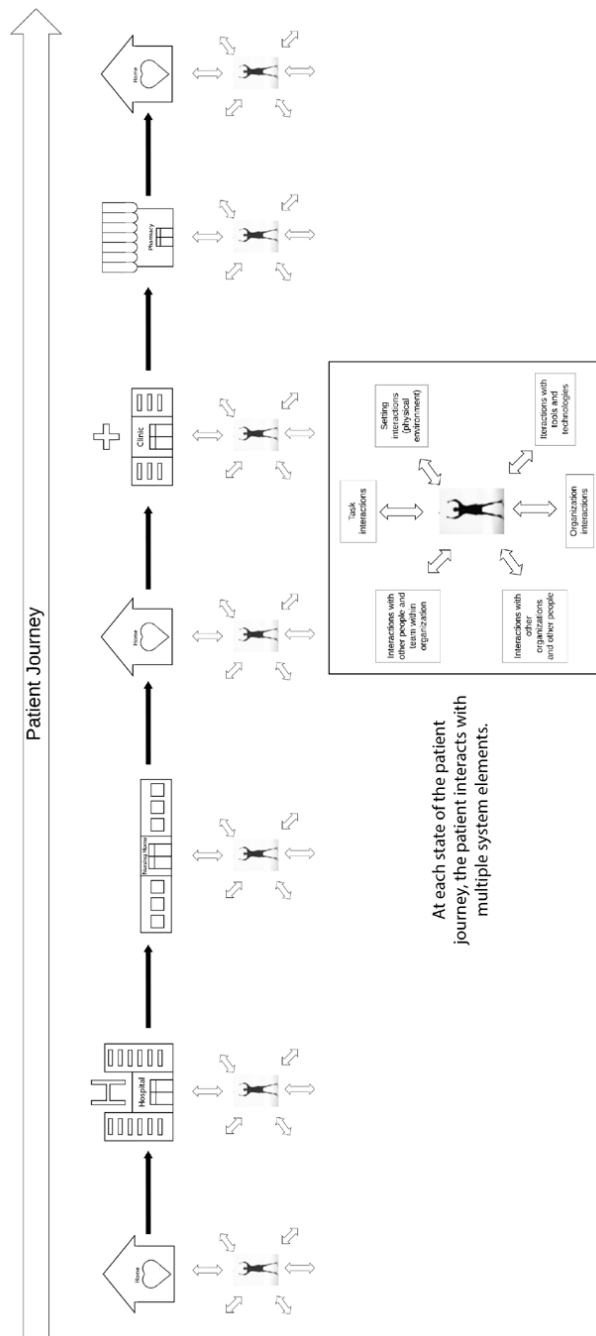 Patient Journey
Home
Hospital
Nursing Home
Home
Clinic
Pharmacy
Home
At each state of the patient
journey, the patient interacts with
multiple system elements.
Interactions with
other people and
team within
organization
Task
interactions
Setting
interactions
(physical
environment)
Interactions with
other
organizations
and other people
Organization
interactions
Iteractions with
tools and
technologies